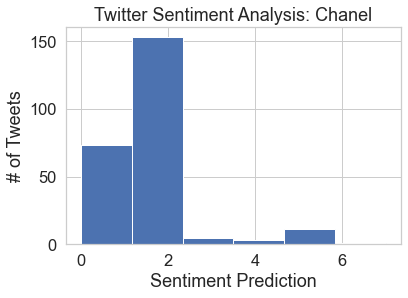 Twitter Sentiment Analysis: Chanel
150
100
50
0
# of Tweets
0 2 4 6
Sentiment Prediction